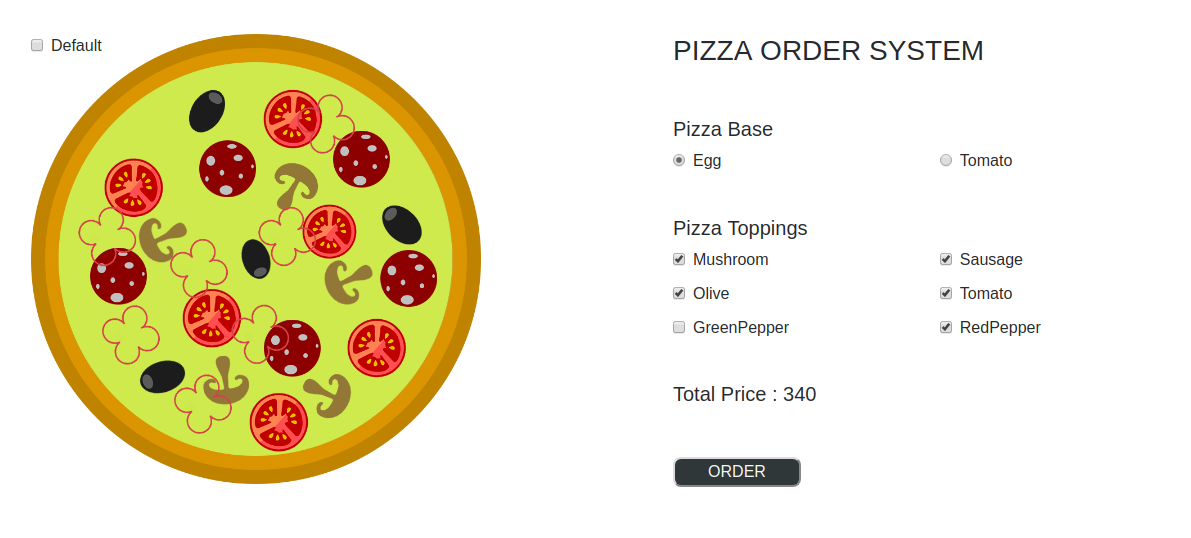 Default
PIZZA ORDER SYSTEM
Pizza Base
Egg
Tomato
Pizza Toppings
Mushroom
Sausage
Olive
Tomato
GreenPepper
RedPepper
Total Price : 340
ORDER